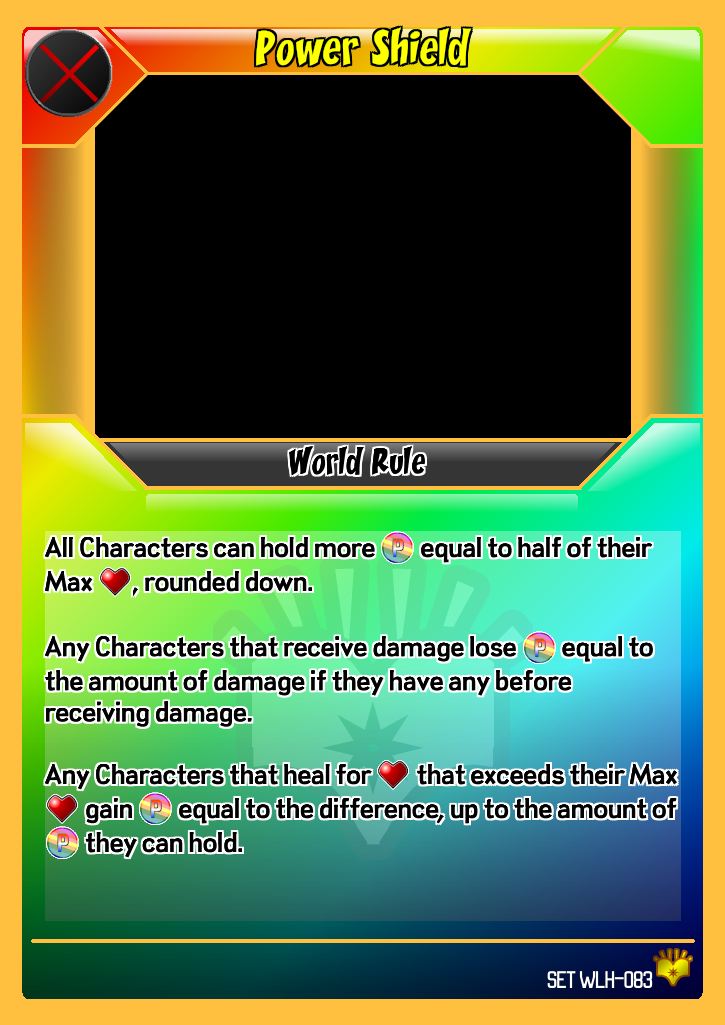 Power Shield
World Rule
All Characters can hold more P equal to half of their
Max ❤, rounded down.
Any Characters that receive damage lose P equal to
the amount of damage if they have any before
receiving damage.
Any Characters that heal for ❤ that exceeds their Max
❤ gain P equal to the difference, up to the amount of
P they can hold.
SET WLH-083